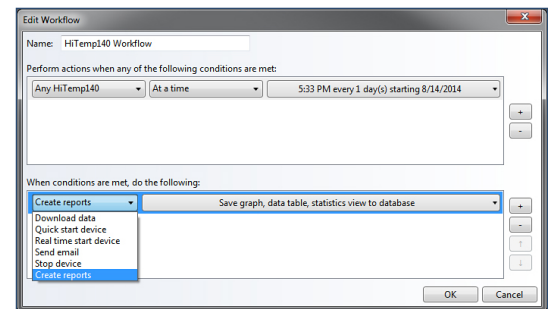 Edit Workflow
Name: HiTemp140 Workflow
Perform actions when any of the following conditions are met:
Any HiTemp140 At a time 5:33 PM every 1 day(s) starting 8/14/2014
+
-
When conditions are met, do the following:
Create reports Save graph, data table, statistics view to database
+
Download data
Quick start device
-
Real time start device
Send email
Stop device
Create reports
OK Cancel